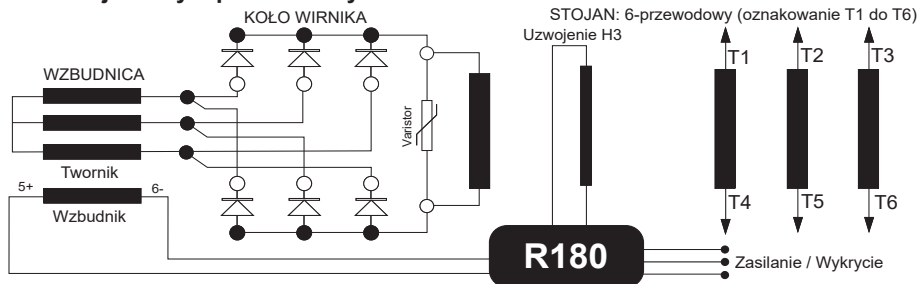 KOŁO WIRNIKA
STOJAN: 6-przewodowy (oznakowanie T1 do T6)
Uzwojenie H3
WZBUDNICA
T1
T2
T3
Varistor
Twornik
5+
6-
Wzbudnik
T4
T5
T6
R180
Zasilanie / Wykrycie